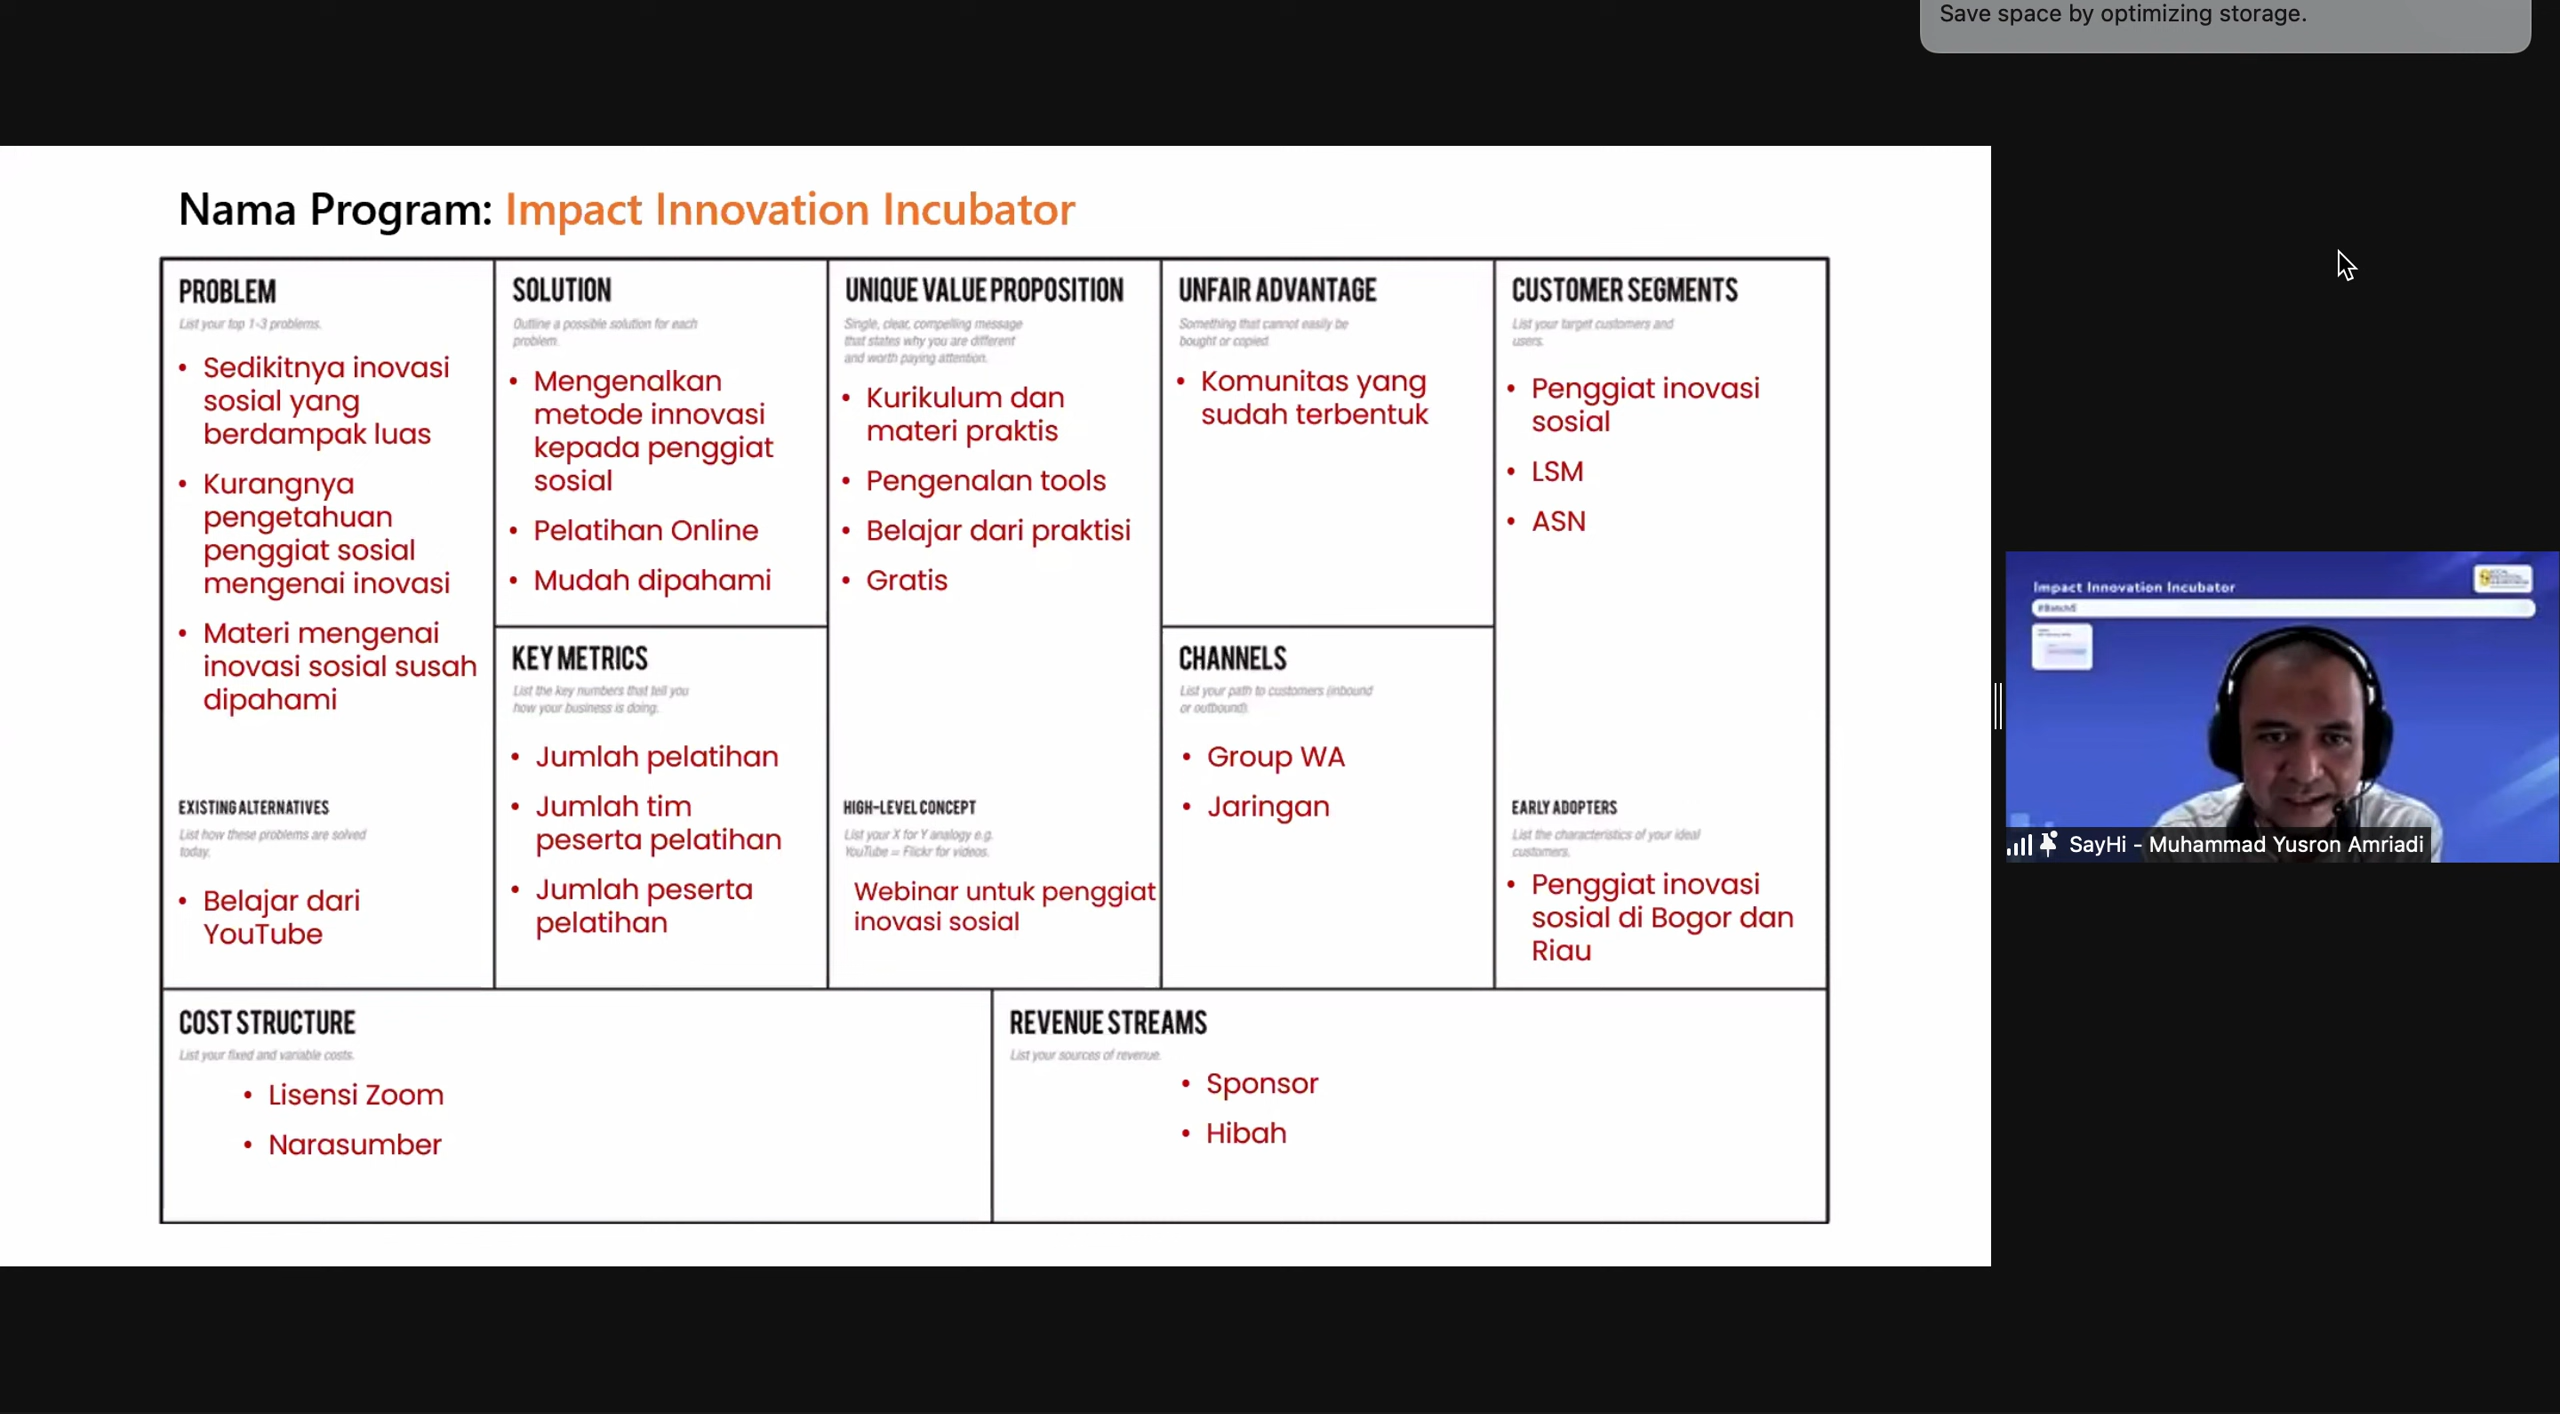 Save space by optimizing storage.
Nama Program: Impact Innovation Incubator
PROBLEM
List your top 1-3 problems.
• Sedikitnya inovasi
sosial yang
berdampak luas
• Kurangnya
pengetahuan
penggiat sosial
mengenai inovasi
• Materi mengenai
inovasi sosial susah
dipahami
EXISTING ALTERNATIVES
List how these problems are solved
today.
• Belajar dari
YouTube
SOLUTION
Outline a possible solution for each
problem.
• Mengenalkan
metode innovasi
kepada penggiat
sosial
• Pelatihan Online
• Mudah dipahami
KEY METRICS
List the key numbers that tell you
how your business is doing.
• Jumlah pelatihan
• Jumlah tim
peserta pelatihan
• Jumlah peserta
pelatihan
UNIQUE VALUE PROPOSITION
Single, clear, compelling message
that states why you are different
and worth paying attention.
• Kurikulum dan
materi praktis
• Pengenalan tools
• Belajar dari praktisi
• Gratis
HIGH-LEVEL CONCEPT
List your X for Y analogy e.g.
YouTube = Flickr for videos.
Webinar untuk penggiat
inovasi sosial
UNFAIR ADVANTAGE
Something that cannot easily be
bought or copied
• Komunitas yang
sudah terbentuk
CHANNELS
List your path to customers (inbound
or outbound).
• Group WA
• Jaringan
CUSTOMER SEGMENTS
List your target customers and
users.
• Penggiat inovasi
sosial
• LSM
• ASN
EARLY ADOPTERS
List the characteristics of your ideal
customers.
• Penggiat inovasi
sosial di Bogor dan
Riau
COST STRUCTURE
List your fixed and variable costs.
• Lisensi Zoom
• Narasumber
REVENUE STREAMS
List your sources of revenue.
• Sponsor
• Hibah
Impact Innovation Incubator
#Batch5
SayHi - Muhammad Yusron Amriadi